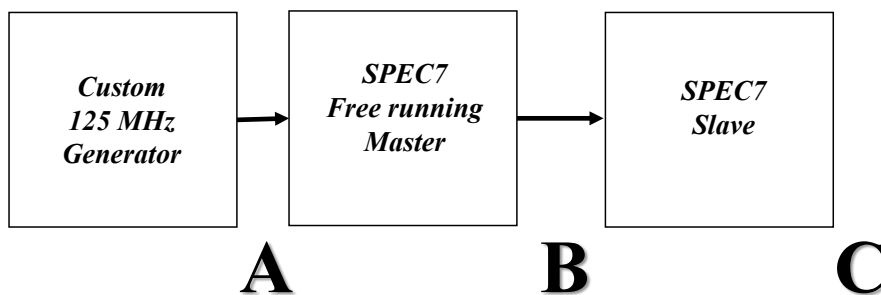 Custom
125 MHz
Generator
SPEC7
Free running
Master
SPEC7
Slave
A
B
C